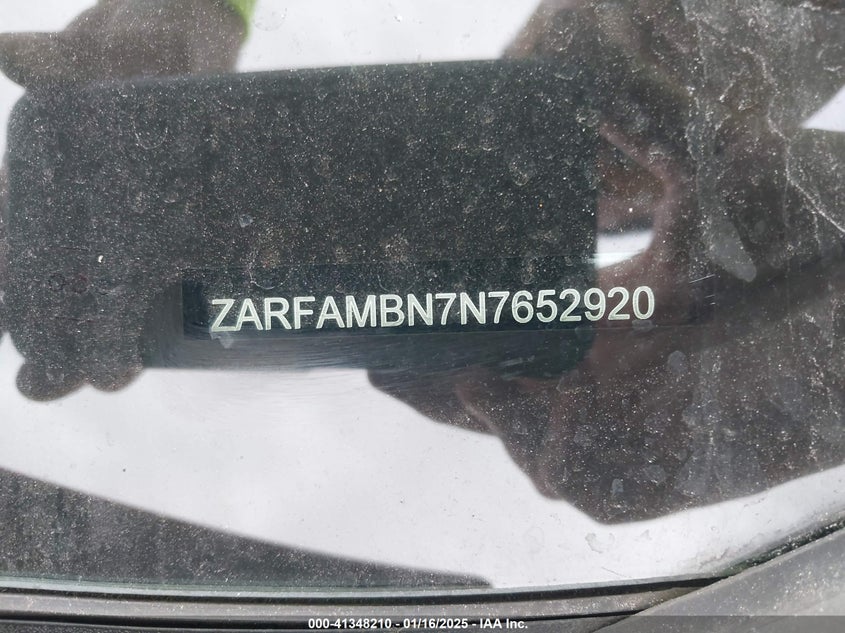 ZARFAMBN7N7652920
000-41348210 - 01/16/2025 - IAA Inc.